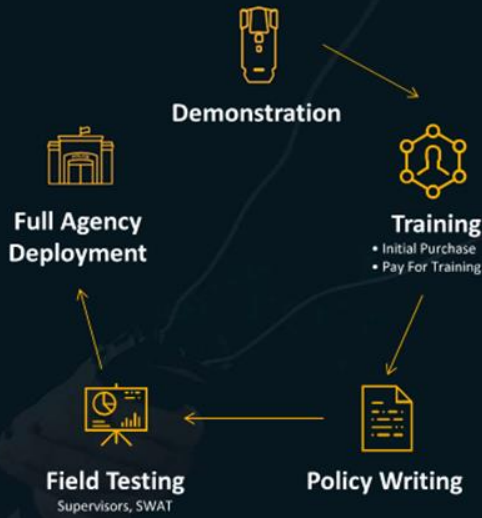 Demonstration
Training
• Initial Purchase
• Pay For Training
Policy Writing
Field Testing
Supervisors, SWAT
Full Agency
Deployment